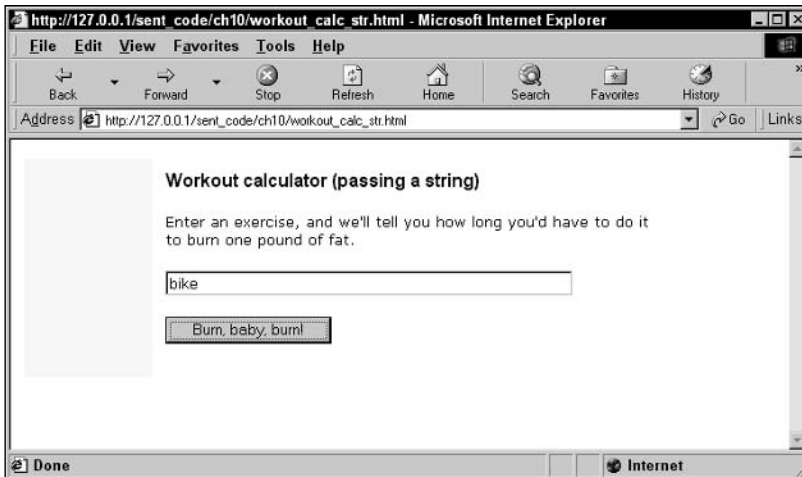 http://127.0.0.1/sent_code/ch10/workout_calc_str.html - Microsoft Internet Explorer
File Edit View Favorites Tools Help
Back Forward Stop Refresh Home Search Favorites History »
Address http://127.0.0.1/sent_code/ch10/workout_calc_str.html Go Links
Workout calculator (passing a string)
Enter an exercise, and we'll tell you how long you'd have to do it
to burn one pound of fat.
bike
Burn, baby, burn!
Done Internet